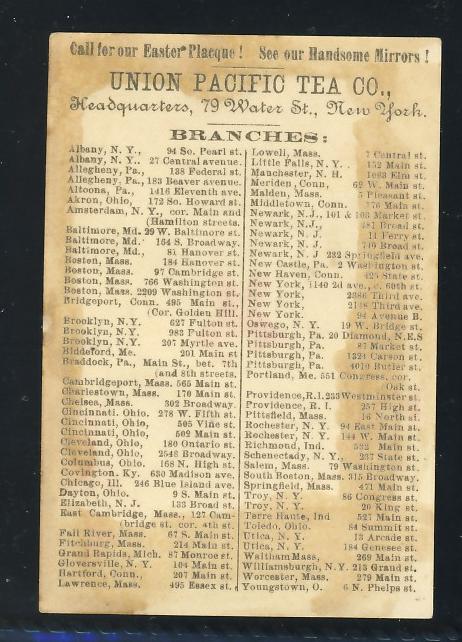 Call for our Easter Placque! See our Handsome Mirrors!
UNION PACIFIC TEA CO.,
Headquarters, 79 Water St., New York.
BRANCHES:
Albany, N. Y., 94 So. Pearl st.
Albany, N. Y., 27 Central avenue.
Allegheny, Pa., 138 Federal st.
Allegheny, Pa., 183 Beaver avenue.
Altoona, Pa., 1416 Eleventh ave.
Akron, Ohio, 172 So. Howard st.
Amsterdam, N. Y., cor. Main and
(Hamilton streets.
Baltimore, Md. 29 W. Baltimore st.
Baltimore, Md. 164 S. Broadway.
Baltimore, Md., 81 Hanover st.
Boston, Mass. 184 Hanover st.
Boston, Mass. 97 Cambridge st.
Boston, Mass. 766 Washington st.
Boston, Mass. 2209 Washington st.
Bridgeport, Conn. 495 Main st.,
(Cor. Golden Hill.
Brooklyn, N. Y. 627 Fulton st.
Brooklyn, N. Y. 983 Fulton st.
Brooklyn, N. Y. 207 Myrtle ave.
Biddeford, Me. 201 Main st
Braddock, Pa., Main St., bet. 7th
(and 8th streets.
Cambridgeport, Mass. 565 Main st.
Charlestown, Mass. 170 Main st.
Chelsea, Mass. 302 Broadway.
Cincinnati, Ohio. 278 W. Fifth st.
Cincinnati, Ohio, 505 Vine st.
Cincinnati, Ohio, 502 Main st.
Cleveland, Ohio, 180 Ontario st.
Cleveland, Ohio, 2548 Broadway.
Columbus, Ohio, 168 N. High st.
Covington, Ky. 630 Madison ave.
Chicago, Ill. 246 Blue Island ave.
Dayton, Ohio. 9 S. Main st.
Elizabeth, N. J. 133 Broad st.
East Cambridge, Mass., 127 Cam-
(bridge st. cor. 4th st.
Fall River, Mass. 67 S. Main st.
Fitchburg, Mass. 214 Main st.
Grand Rapids, Mich. 87 Monroe st.
Gloversville, N. Y. 104 Main st.
Hartford, Conn., 207 Main st.
Lawrence, Mass. 495 Essex st.
Lowell, Mass. 7 Central st.
Little Falls, N. Y. 152 Main st.
Manchester, N. H. Elm st.
Meriden, Conn, 62 W. Main st.
Malden, Mass. 5 Pleasant st.
Middletown, Conn. Main st.
Newark, N. J., 101 & 103 Market st.
Newark, N. J., Broad st.
Newark, N. J. 11 Ferry st.
Newark, N. J. Broad st.
Newark, N. J. 232 Springfield ave.
New Castle, Pa. 2 Washington st.
New Haven, Conn. 425 State st.
New York, 1140 2d ave., c. 60th st.
New York, 2386 Third ave.
New York, Third ave.
New York, 94 Avenue B.
Oswego, N. Y. 19 W. Bridge st.
Pittsburgh, Pa. 20 Diamond, N.E.S
Pittsburgh, Pa. 87 Market st.
Pittsburgh, Pa. 1324 Carson st.
Pittsburgh, Pa. 4010 Butler st.
Portland, Me. 551 Congress, cor.
(Oak st.
Providence, R.I. 233 Westminster st.
Providence, R. I. 257 High st.
Pittsfield, Mass. 16 North st.
Rochester, N. Y. 94 East Main st.
Rochester, N. Y. 144 W. Main st.
Richmond, Ind. Main st.
Schenectady, N. Y., 237 State st.
Salem, Mass. 79 Washington st.
South Boston, Mass. 315 Broadway.
Springfield, Mass. 471 Main st.
Troy, N. Y. 86 Congress st.
Troy, N. Y. 20 King st.
Terre Haute, Ind 527 Main st.
Toledo, Ohio. 84 Summit st.
Utica, N. Y. 13 Arcade st.
Utica, N. Y. 184 Genesee st.
Waltham, Mass., 269 Main st.
Williamsburgh, N. Y. 213 Grand st.
Worcester, Mass. 279 Main st.
Youngstown, O. 6 N. Phelps st.